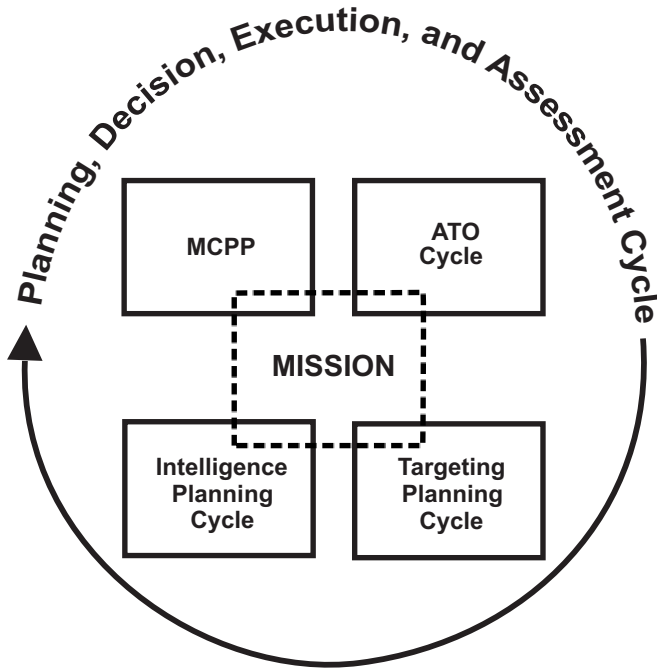 Planning, Decision, Execution, and Assessment Cycle
MCPP
ATO
Cycle
MISSION
Intelligence
Planning
Cycle
Targeting
Planning
Cycle